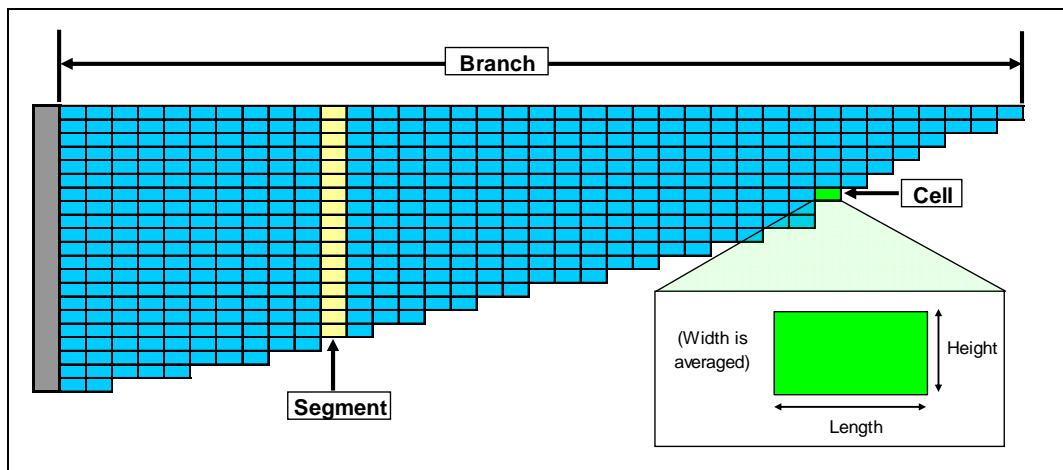 Branch
Cell
Segment
(Width is
averaged)
Height
Length